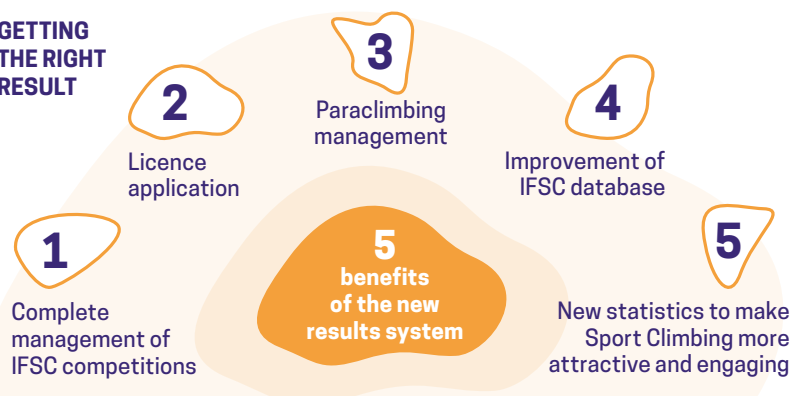 GETTING
THE RIGHT
RESULT
1
Complete
management of
IFSC competitions
2
Licence
application
3
Paraclimbing
management
4
Improvement of
IFSC database
5
New statistics to make
Sport Climbing more
attractive and engaging
5
benefits
of the new
results system